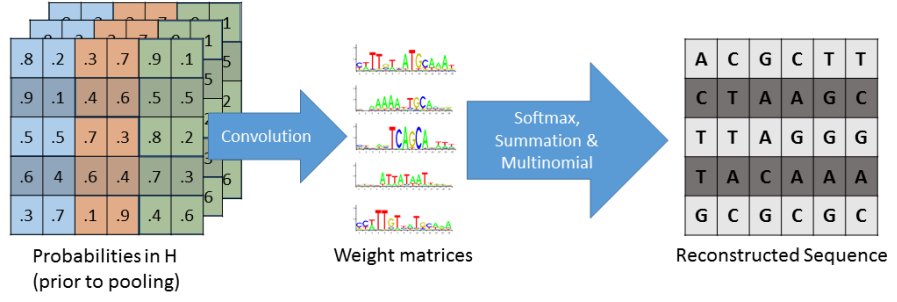 .8 .2 .3 .7 .9 .1
.9 .1 .4 .6 .5 .5
.5 .5 .7 .3 .8 .2
.6 .4 .6 .4 .7 .3
.3 .7 .1 .9 .4 .6
Convolution
TCAGCA
ATTATAAT
Softmax,
Summation &
Multinomial
A C G C T T
C T A A G C
T T A G G G
T A C A A A
G C G C G C
Probabilities in H
(prior to pooling)
Weight matrices
Reconstructed Sequence